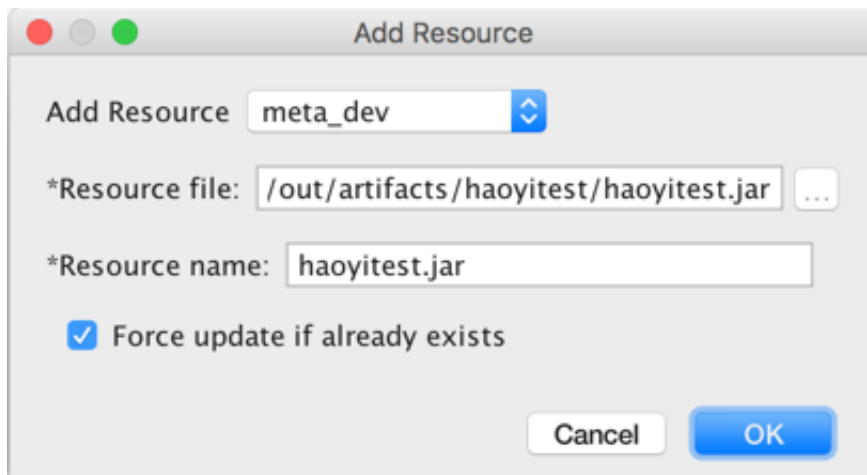 Add Resource
Add Resource meta_dev
*Resource file: /out/artifacts/haoyitest/haoyitest.jar ...
*Resource name: haoyitest.jar
Force update if already exists
Cancel OK